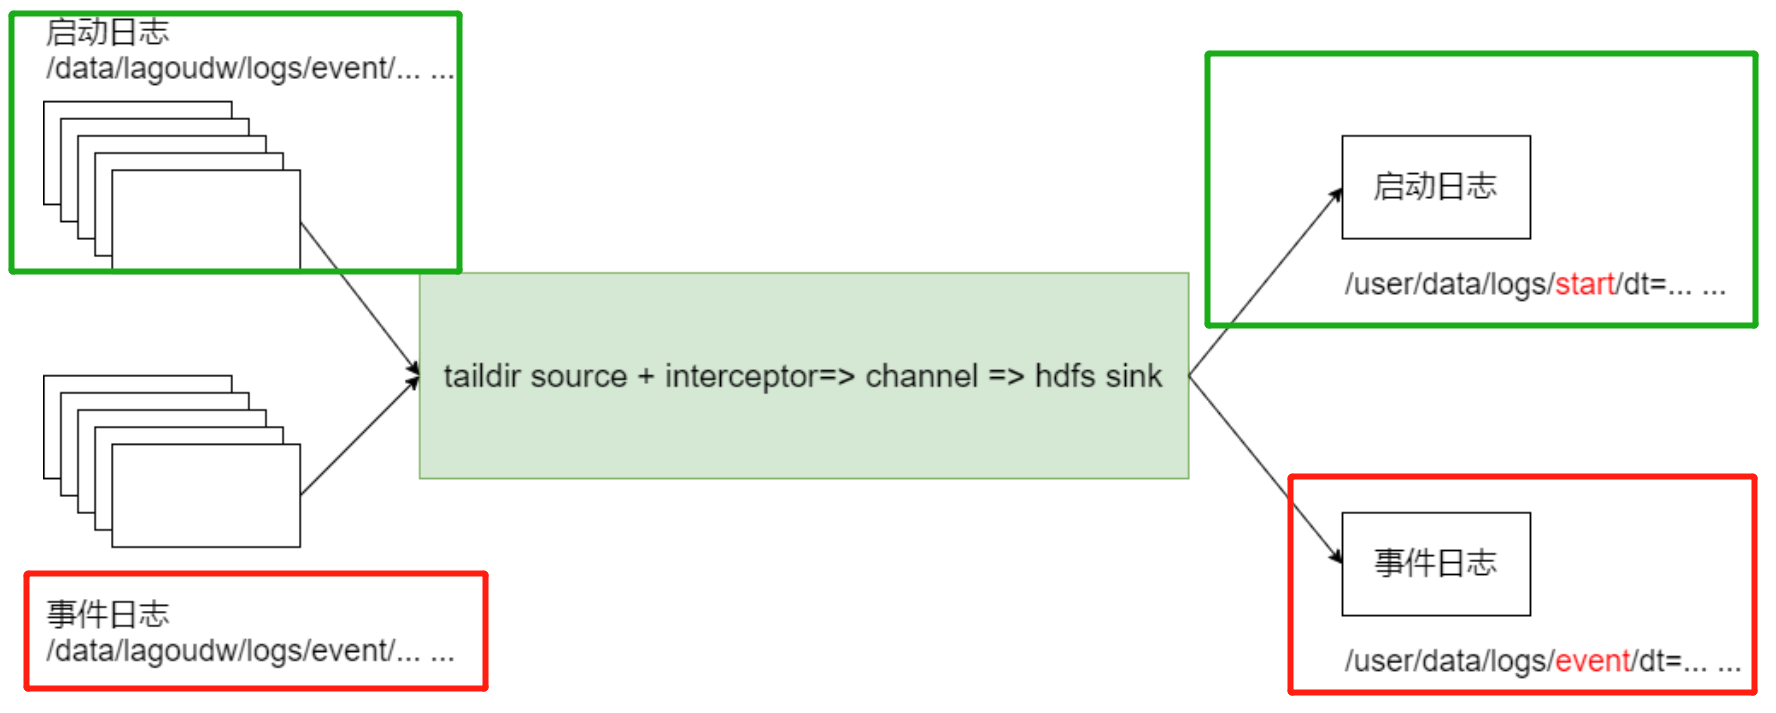 启动日志
/data/lagoudw/logs/event/... ...
taildir source + interceptor=> channel => hdfs sink
事件日志
/data/lagoudw/logs/event/... ...
启动日志
/user/data/logs/start/dt=... ...
事件日志
/user/data/logs/event/dt=... ...